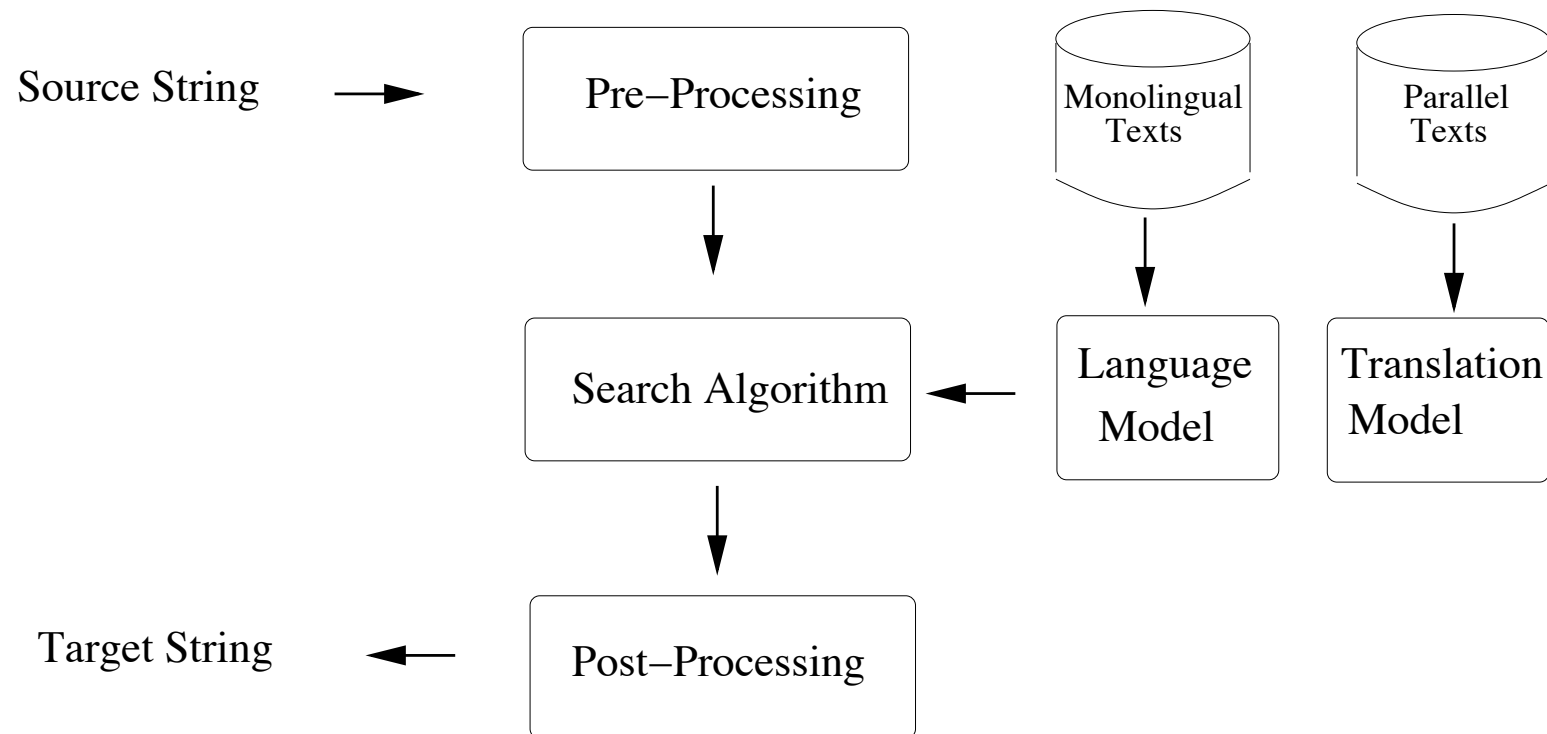 Source String
Pre–Processing
Monolingual
Texts
Parallel
Texts
Search Algorithm
Language
Model
Translation
Model
Target String
Post–Processing